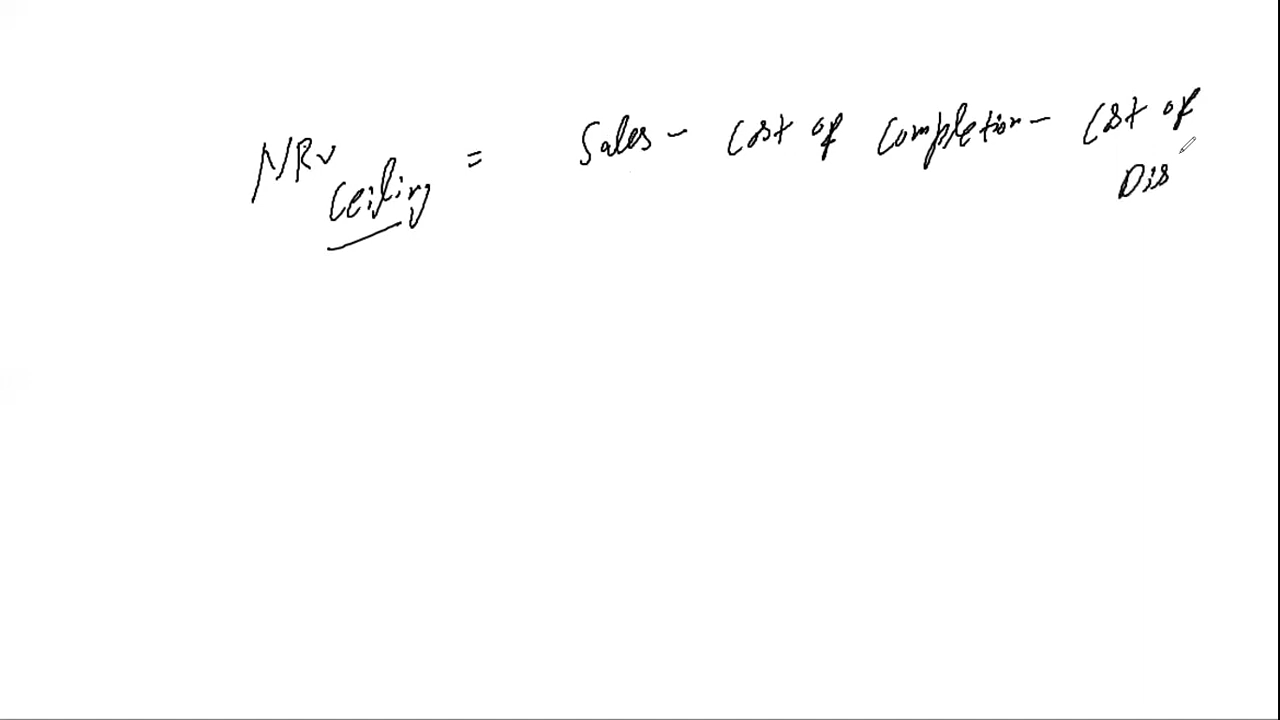 NRV Ceiling = Sales - Cost of Completion - Cost of
Dis